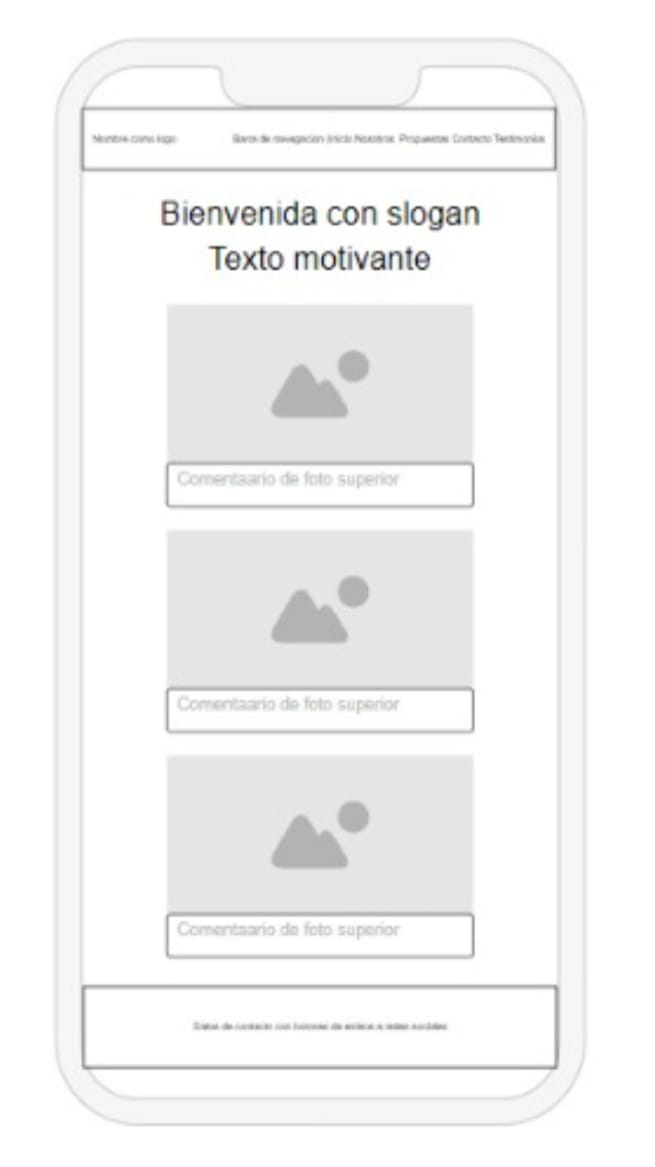 Nombre como logo
Barra de navegacion Inicio Nosotros Propuestas Contacto Testimonios
Bienvenida con slogan
Texto motivante
Comentaario de foto superior
Comentaario de foto superior
Comentaario de foto superior
Datos de contacto con botones de enlace a redes sociales